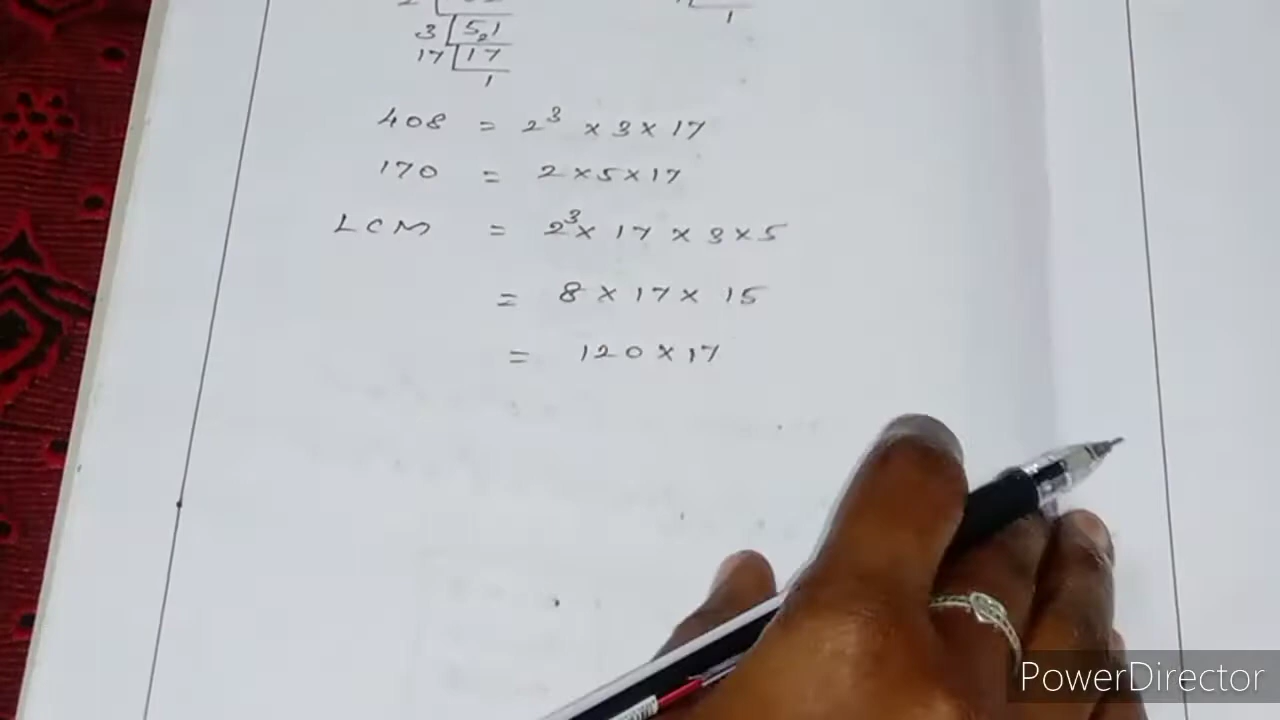 3 | 51
17 | 17
1
1
408 = 2³ × 3 × 17
170 = 2 × 5 × 17
LCM = 2³ × 17 × 3 × 5
= 8 × 17 × 15
= 120 × 17
PowerDirector